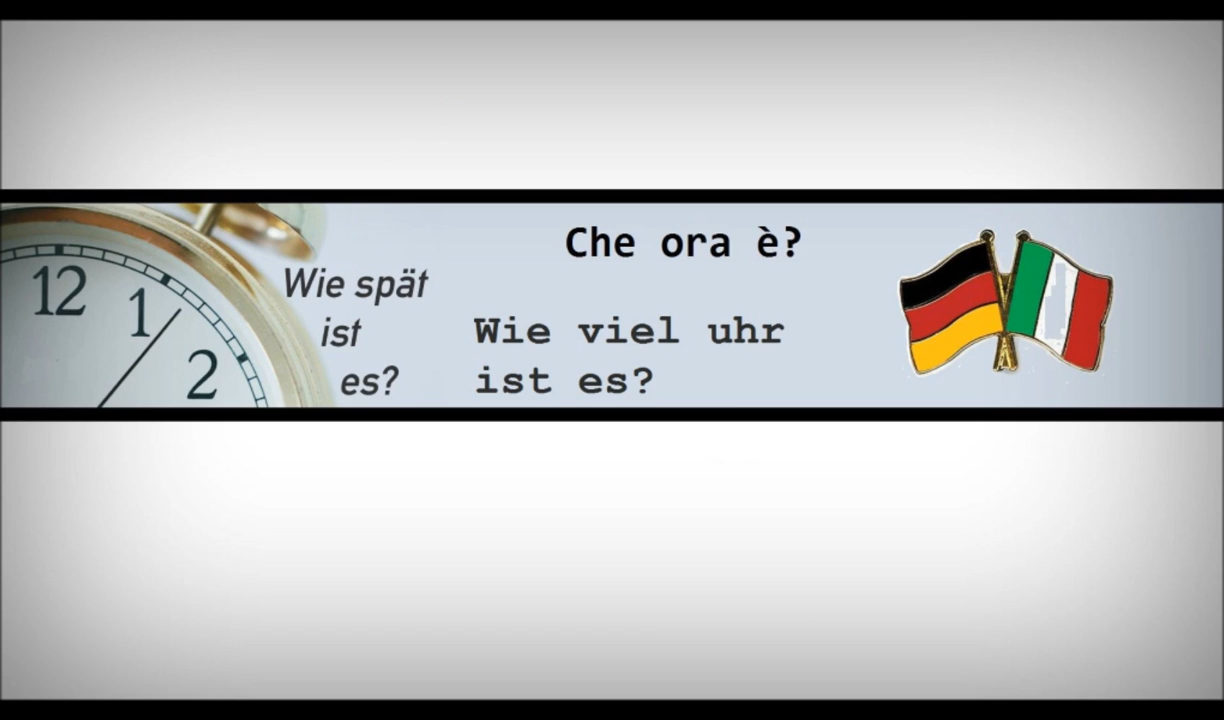 12
1
2
Wie spät
ist
es?
Che ora è?
Wie viel uhr
ist es?